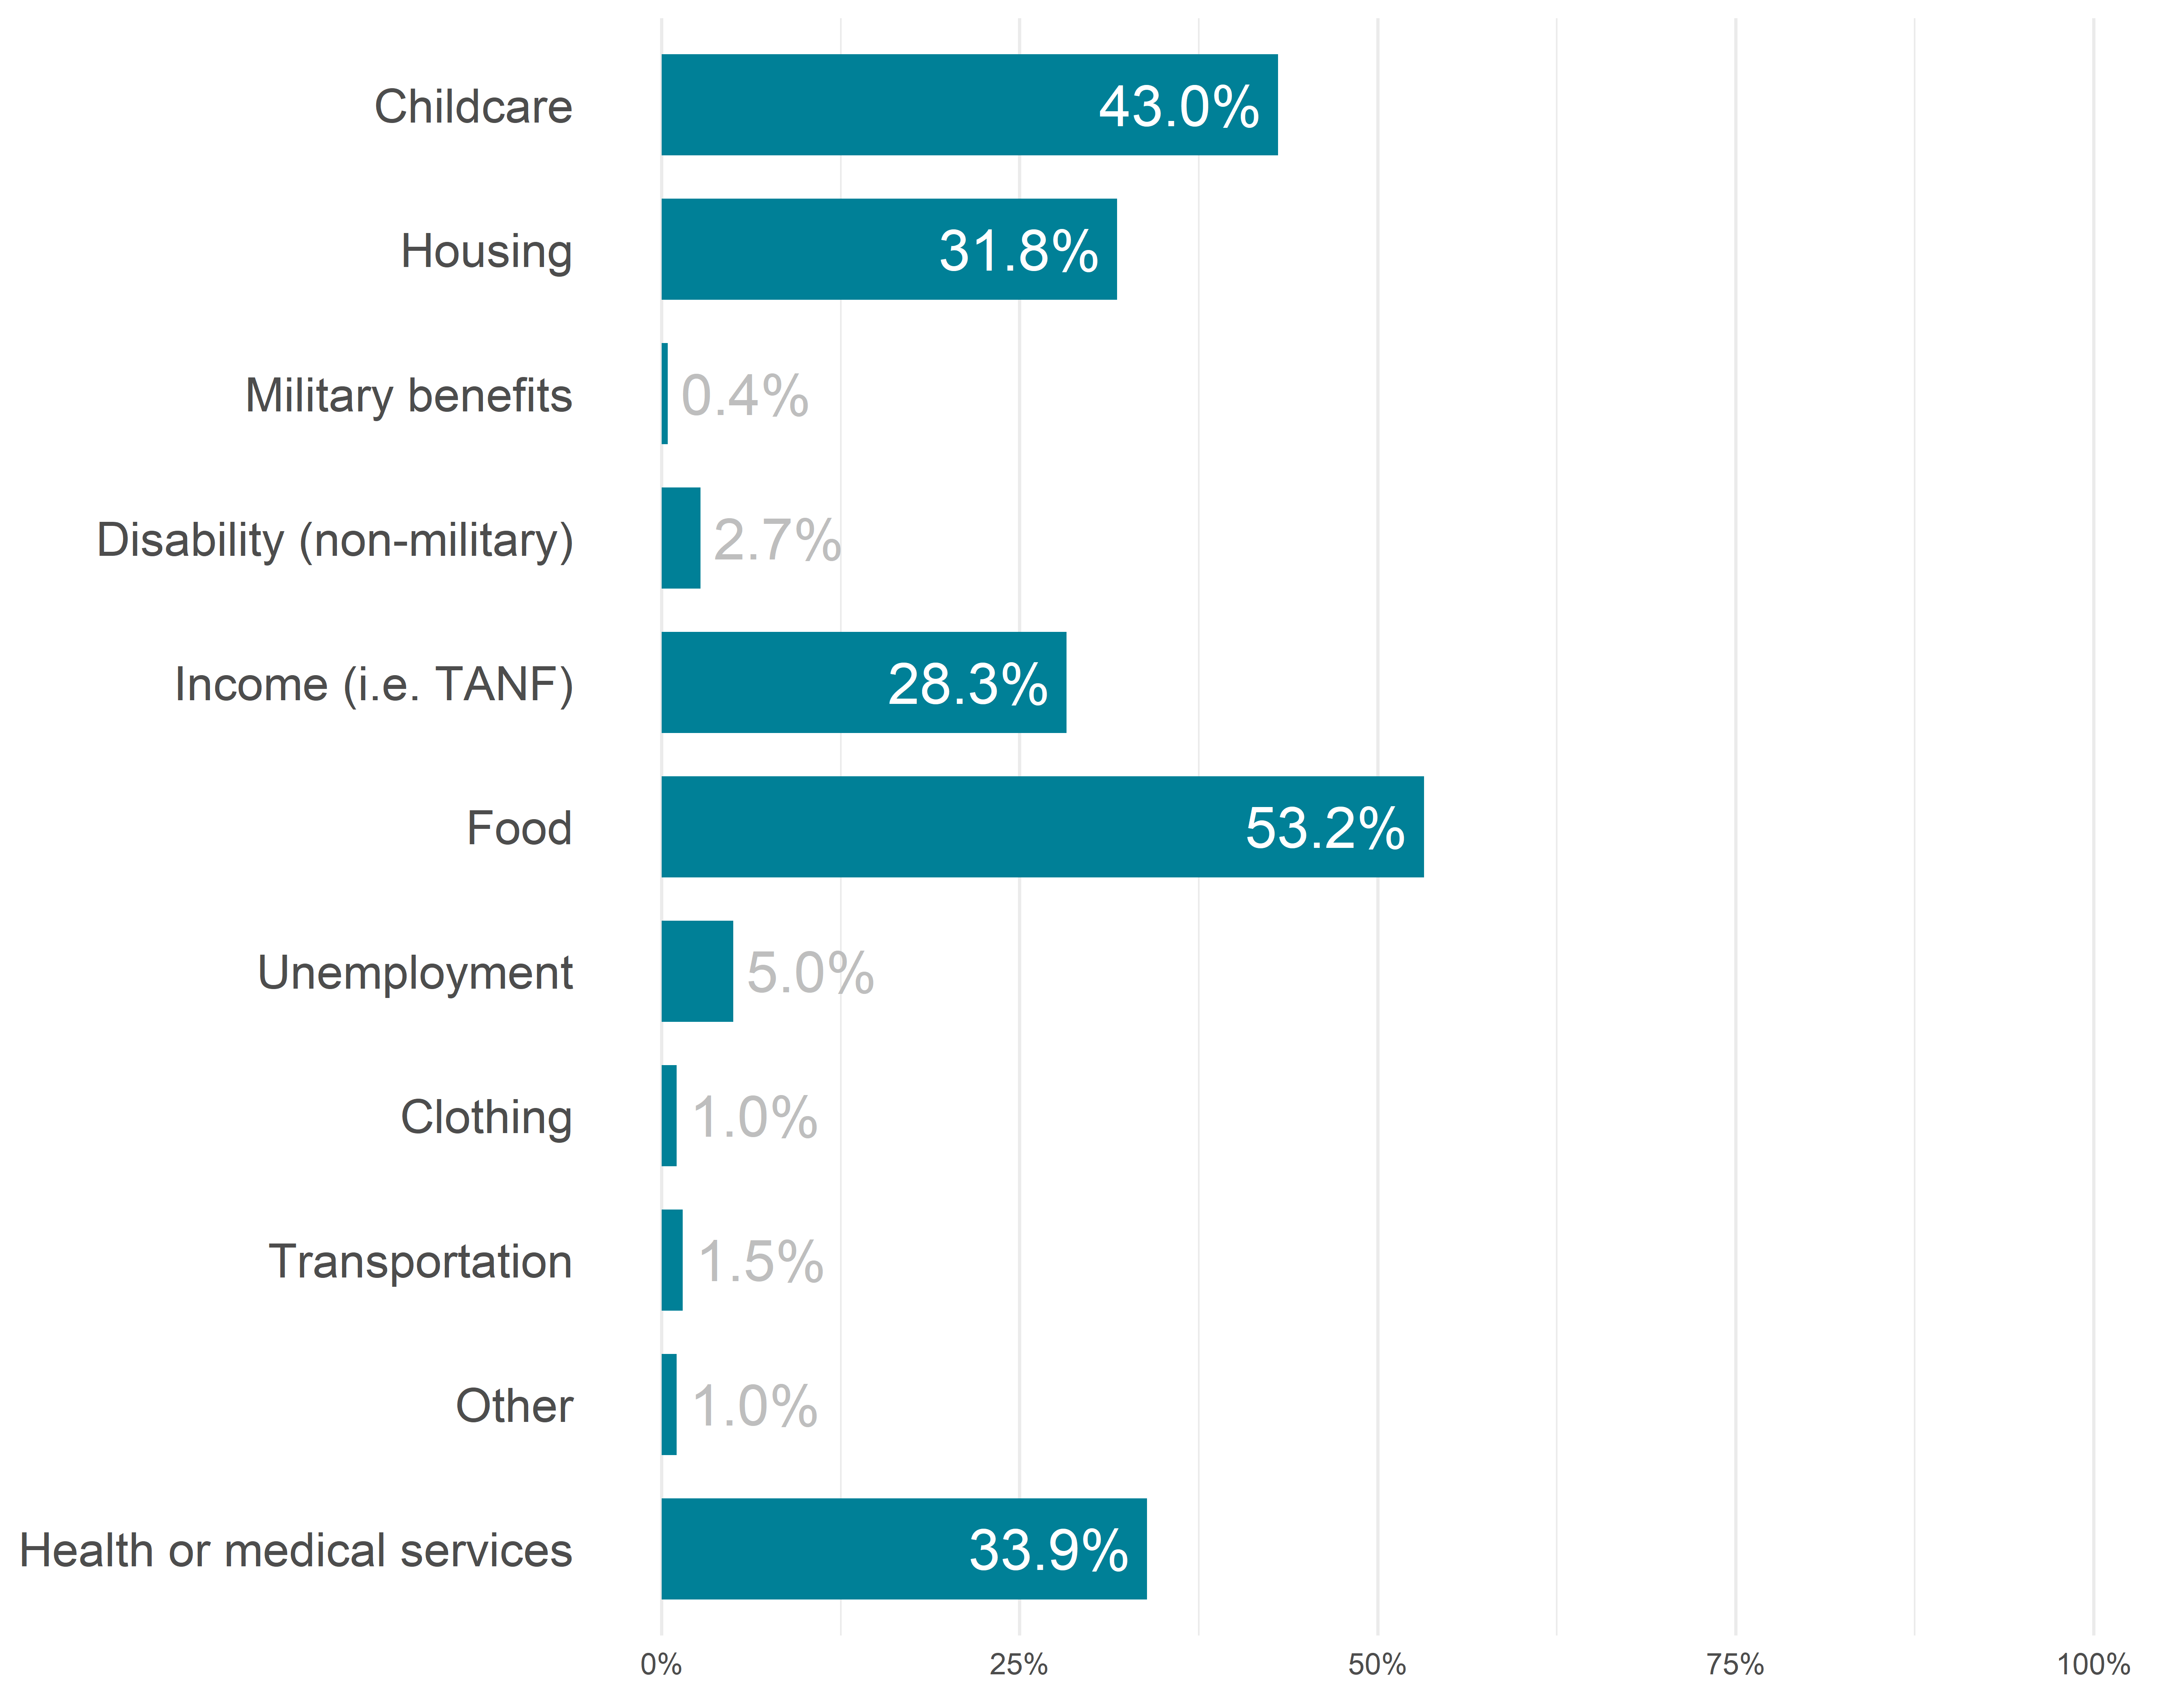 Childcare 43.0%
Housing 31.8%
Military benefits 0.4%
Disability (non-military) 2.7%
Income (i.e. TANF) 28.3%
Food 53.2%
Unemployment 5.0%
Clothing 1.0%
Transportation 1.5%
Other 1.0%
Health or medical services 33.9%
0% 25% 50% 75% 100%